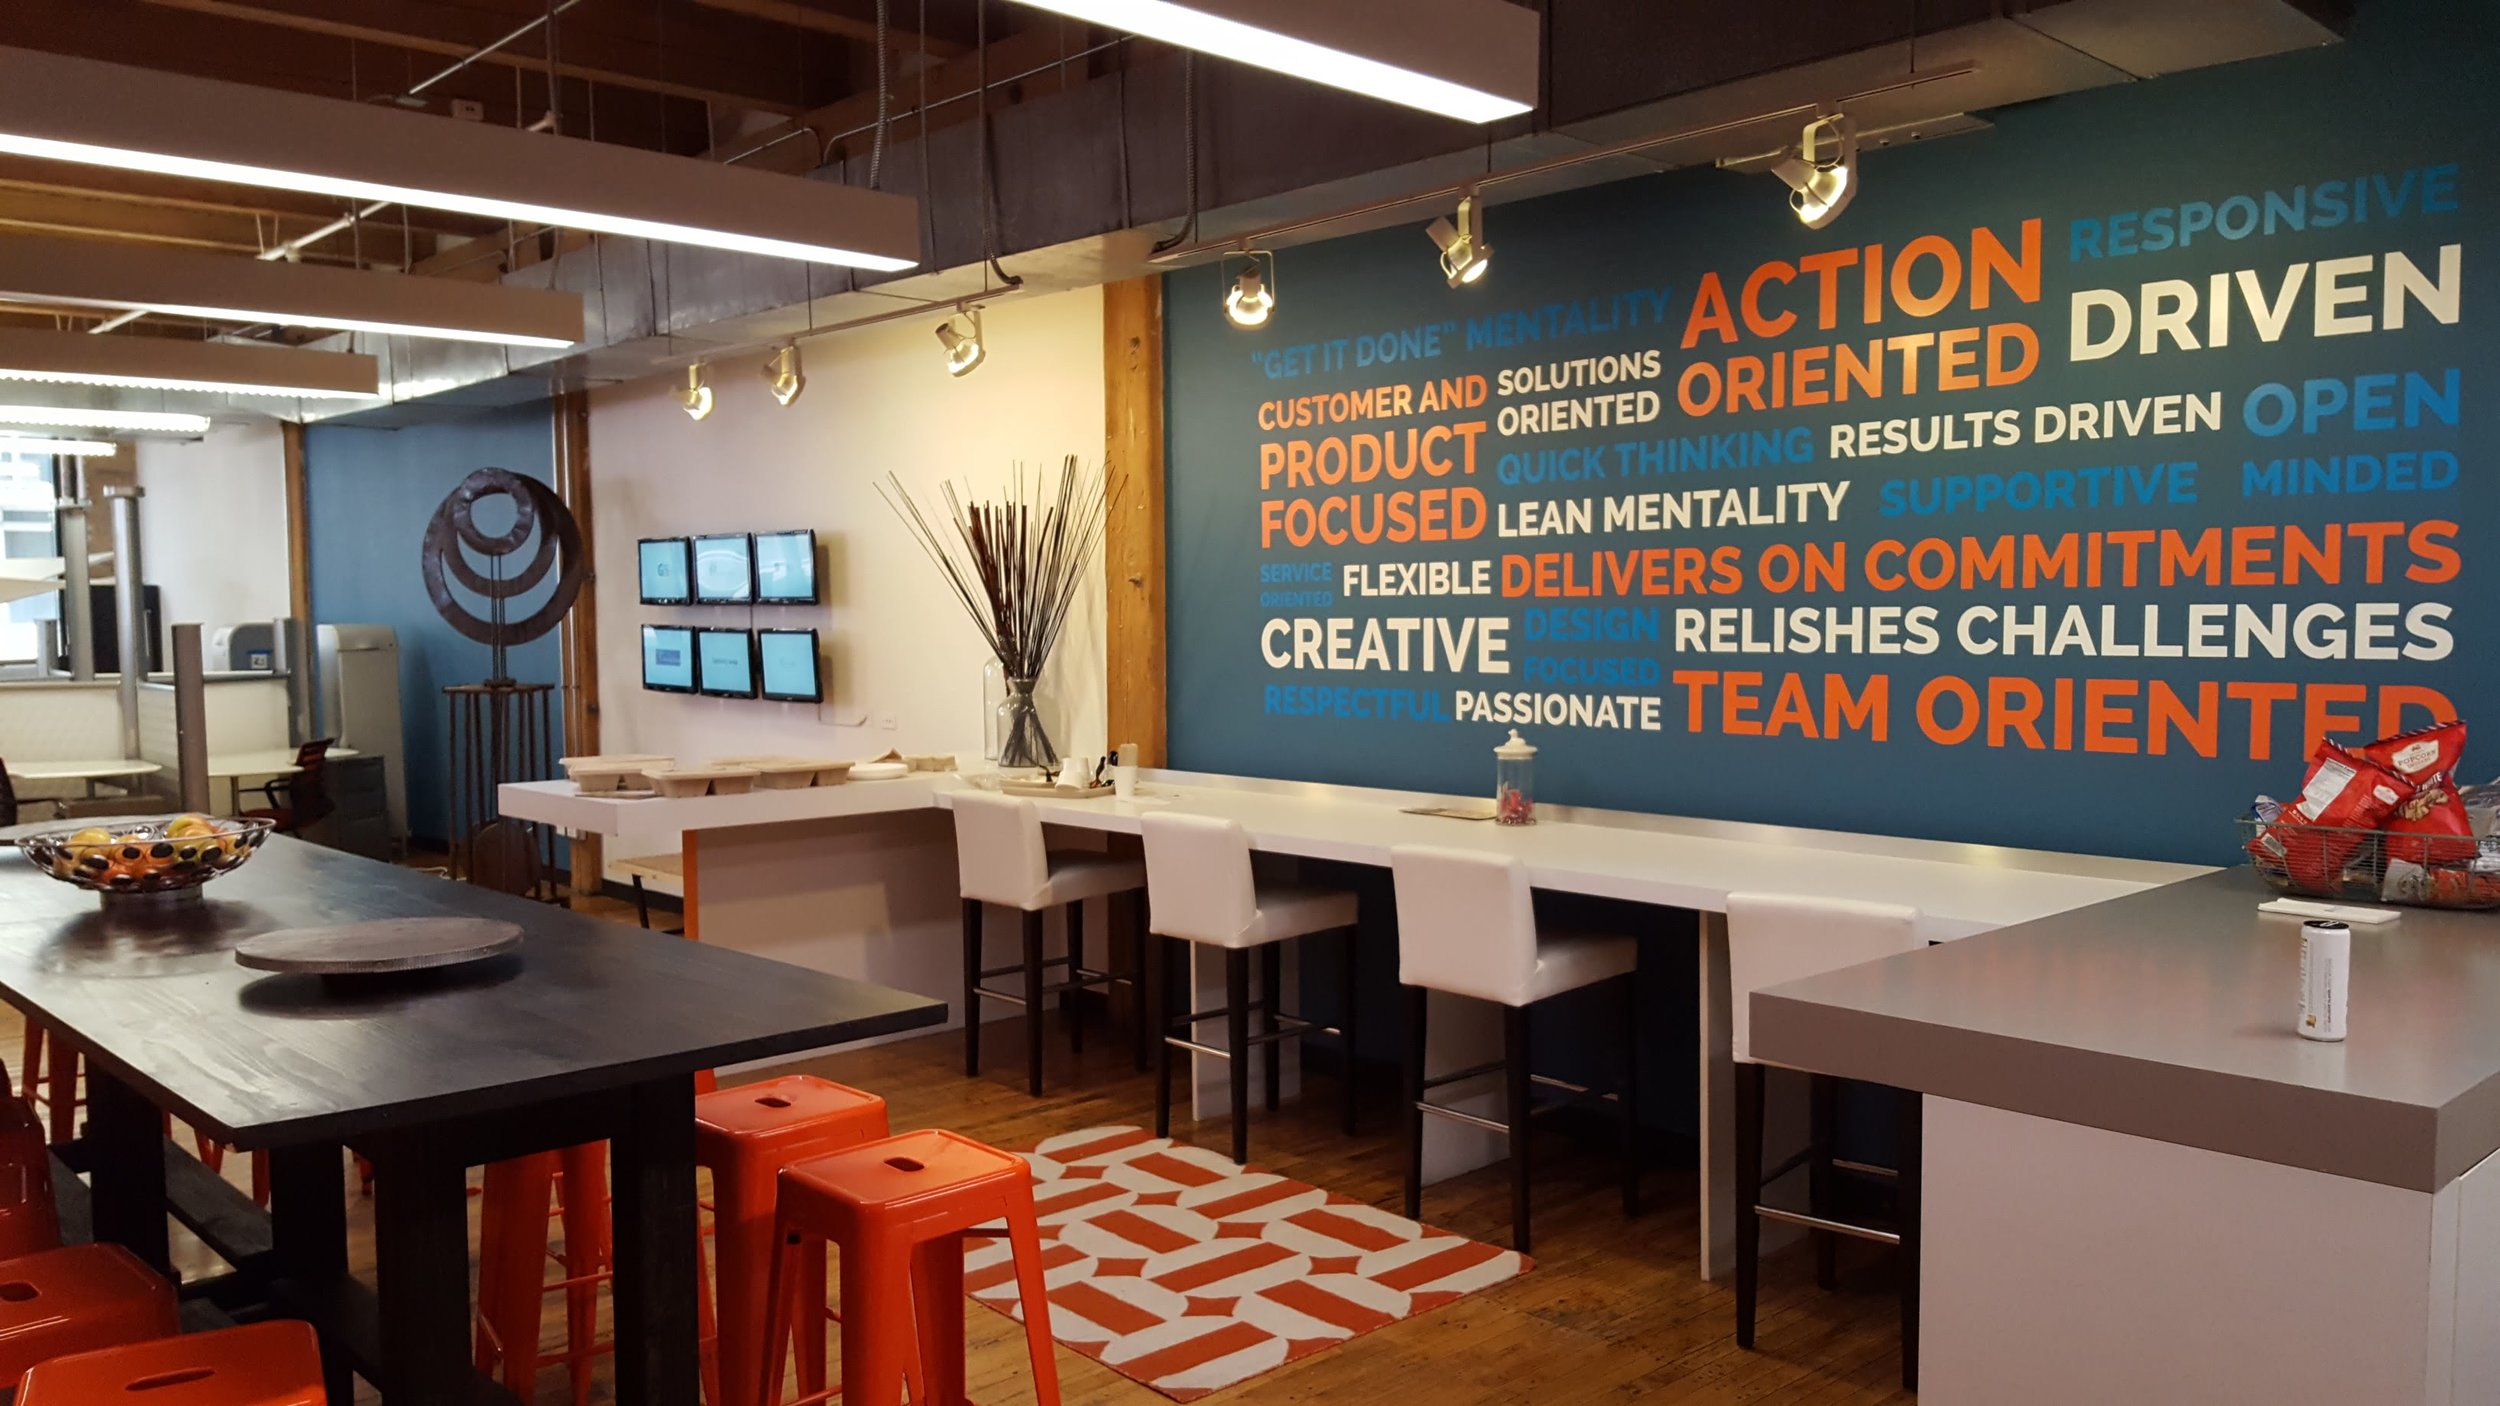 RESPONSIVE
"GET IT DONE" MENTALITY
ACTION
ORIENTED
DRIVEN
CUSTOMER AND
PRODUCT
FOCUSED
SOLUTIONS
ORIENTED
QUICK THINKING
RESULTS DRIVEN
OPEN
MINDED
LEAN MENTALITY
SUPPORTIVE
SERVICE
ORIENTED
FLEXIBLE
DELIVERS ON COMMITMENTS
CREATIVE
DESIGN
FOCUSED
RELISHES CHALLENGES
RESPECTFUL
PASSIONATE
TEAM ORIENTED
POPCORN